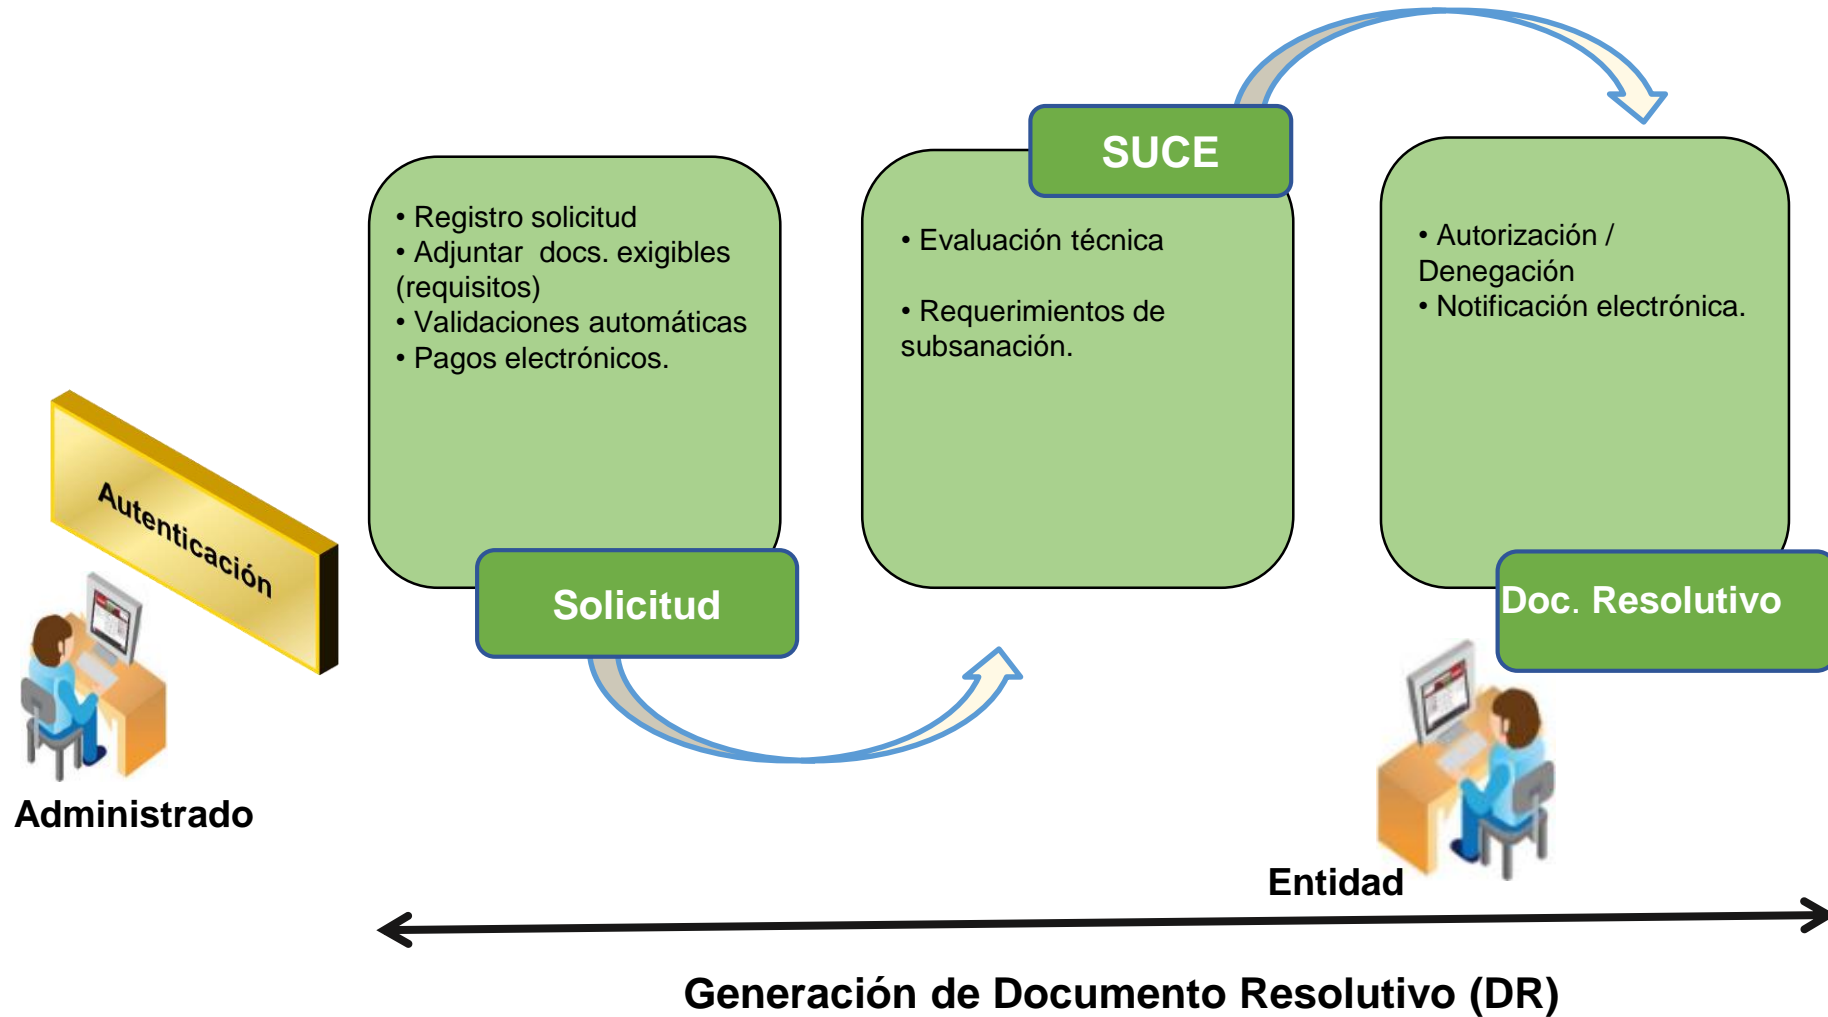 SUCE
• Registro solicitud
• Adjuntar docs. exigibles
(requisitos)
• Validaciones automáticas
• Pagos electrónicos.
• Evaluación técnica
• Requerimientos de
subsanación.
• Autorización /
Denegación
• Notificación electrónica.
Autenticación
Solicitud
Doc. Resolutivo
Administrado
Entidad
Generación de Documento Resolutivo (DR)